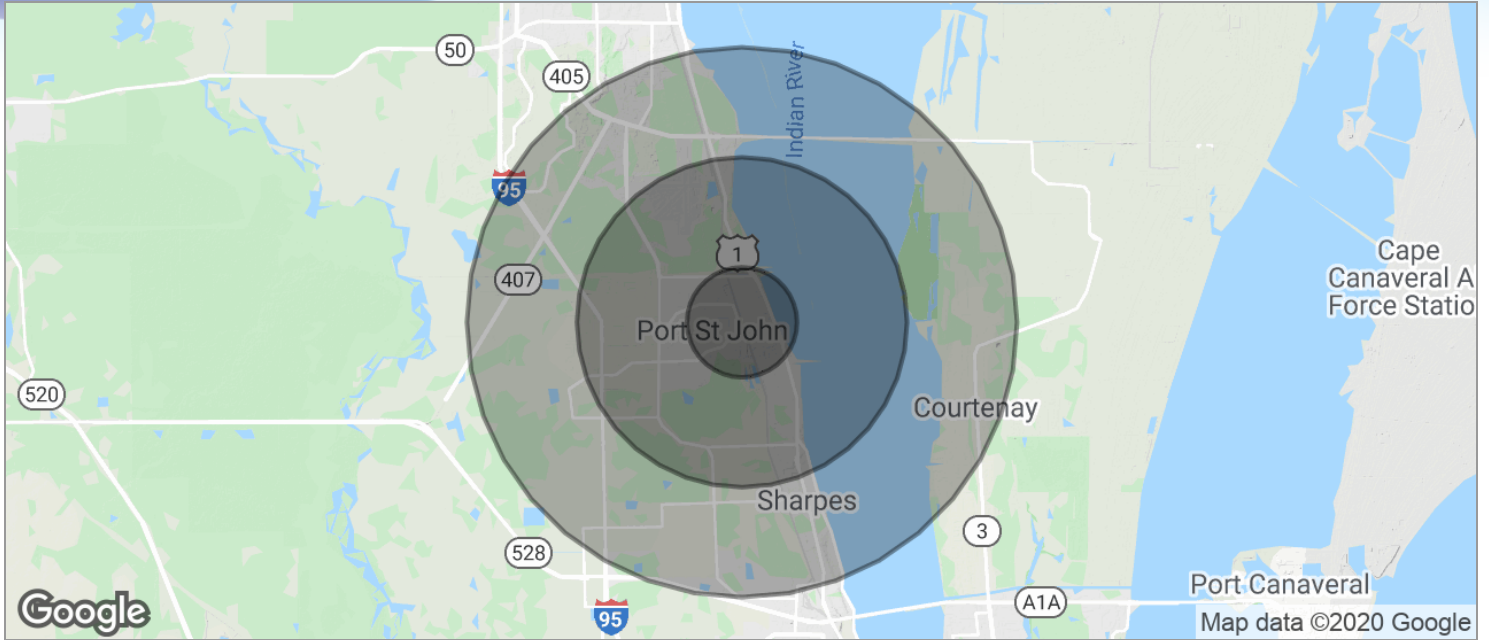 50
405
Indian River
95
1
407
Cape
Canaveral A
Force Statio
Port St John
520
Courtenay
Sharpes
3
528
Port Canaveral
A1A
95
Google
Map data ©2020 Google